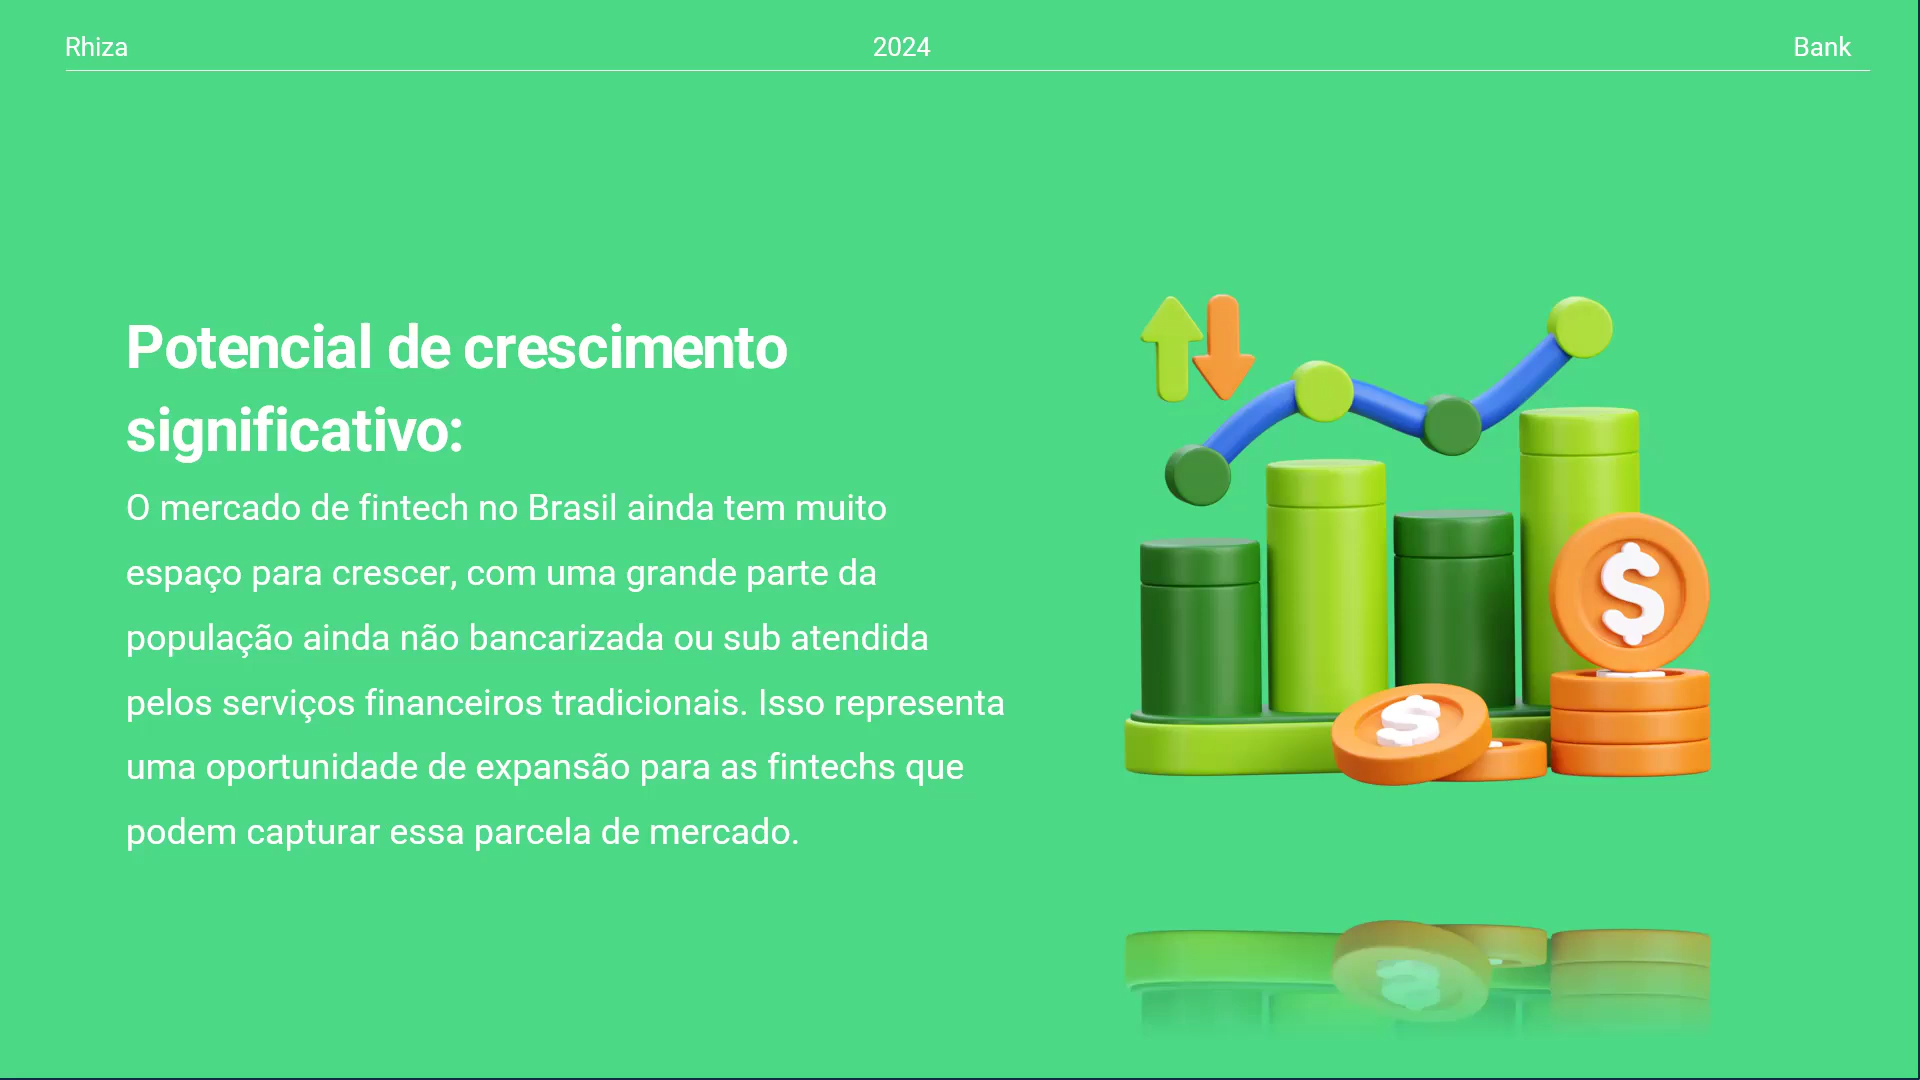 Rhiza
2024
Bank
Potencial de crescimento
significativo:
O mercado de fintech no Brasil ainda tem muito
espaço para crescer, com uma grande parte da
população ainda não bancarizada ou sub atendida
pelos serviços financeiros tradicionais. Isso representa
uma oportunidade de expansão para as fintechs que
podem capturar essa parcela de mercado.
$
$